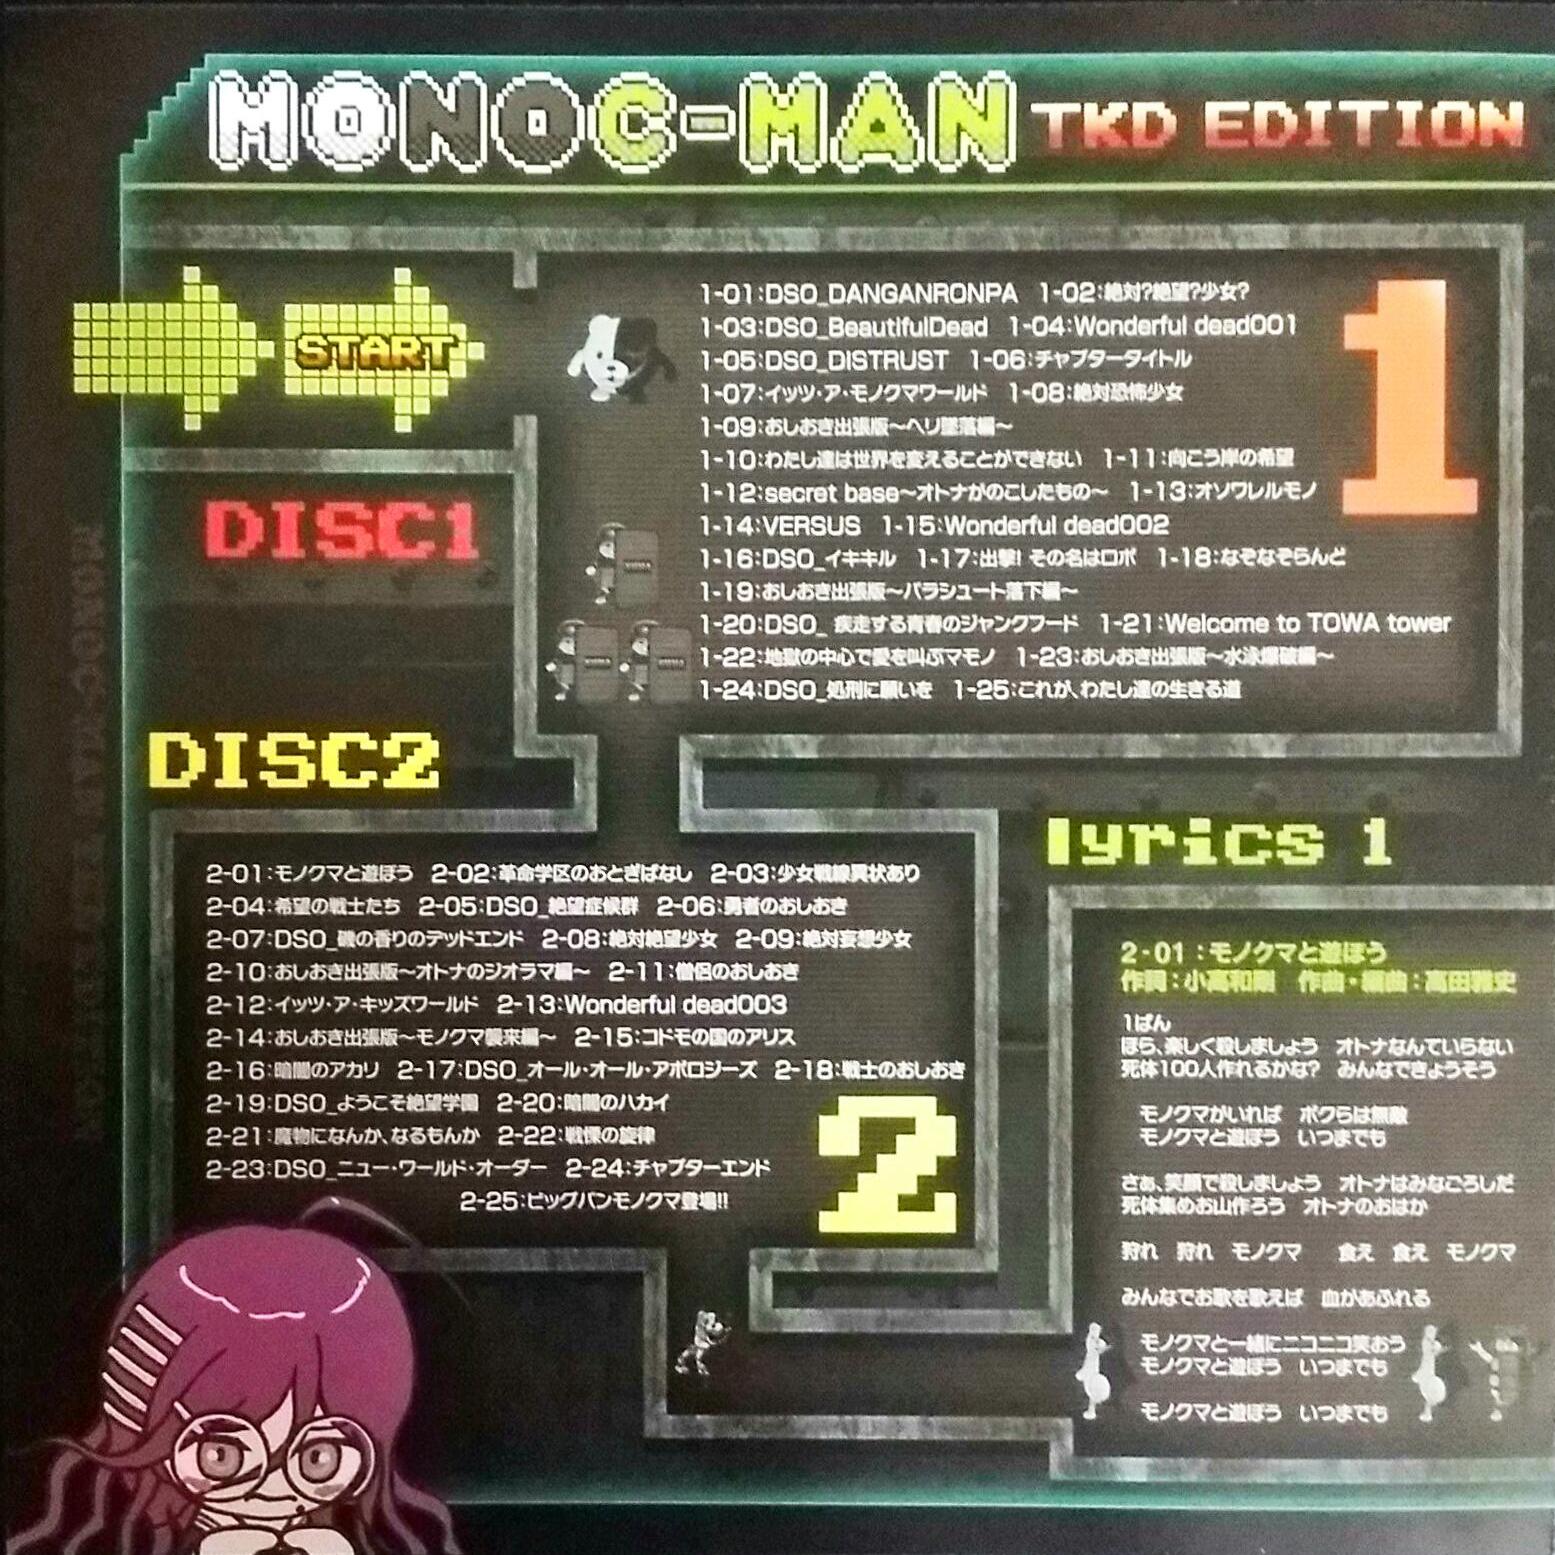 MONOC-MAN TKD EDITION
START
1-01:DSO_DANGANRONPA 1-02:絶対?絶望?少女?
1-03:DSO_BeautifulDead 1-04:Wonderful dead001
1-05:DSO_DISTRUST 1-06:チャプタータイトル
1-07:イッツ・ア・モノクマワールド 1-08:絶対恐怖少女
1-09:おしおき出張版～ヘリ墜落編～
1-10:わたし達は世界を変えることができない 1-11:向こう岸の希望
1-12:secret base～オトナがのこしたもの～ 1-13:オソワレルモノ
1-14:VERSUS 1-15:Wonderful dead002
1-16:DSO_イキキル 1-17:出撃! その名はロボ 1-18:なぞなぞらんど
1-19:おしおき出張版～パラシュート落下編～
1-20:DSO_ 疾走する青春のジャンクフード 1-21:Welcome to TOWA tower
1-22:地獄の中心で愛を叫ぶマモノ 1-23:おしおき出張版～水泳爆破編～
1-24:DSO_処刑に願いを 1-25:これが、わたし達の生きる道
1
DISC1
DISC2
2-01:モノクマと遊ぼう 2-02:革命学区のおとぎばなし 2-03:少女戦線異状あり
2-04:希望の戦士たち 2-05:DSO_絶望症候群 2-06:勇者のおしおき
2-07:DSO_磯の香りのデッドエンド 2-08:絶対絶望少女 2-09:絶対妄想少女
2-10:おしおき出張版～オトナのジオラマ編～ 2-11:僧侶のおしおき
2-12:イッツ・ア・キッズワールド 2-13:Wonderful dead003
2-14:おしおき出張版～モノクマ襲来編～ 2-15:コドモの国のアリス
2-16:暗闇のアカリ 2-17:DSO_オール・オール・アポロジーズ 2-18:戦士のおしおき
2-19:DSO_ようこそ絶望学園 2-20:暗闇のハカイ
2-21:魔物になんか、なるもんか 2-22:戦慄の旋律
2-23:DSO_ニュー・ワールド・オーダー 2-24:チャプターエンド
2-25:ビッグバンモノクマ登場!!
2
lyrics 1
2-01:モノクマと遊ぼう
作詞:小高和剛 作曲・編曲:高田雅史
1ばん
ほら、楽しく殺しましょう オトナなんていらない
死体100人作れるかな? みんなできょうそう
モノクマがいれば ボクらは無敵
モノクマと遊ぼう いつまでも
さぁ、笑顔で殺しましょう オトナはみなごろしだ
死体集めお山作ろう オトナのおはか
狩れ 狩れ モノクマ 食え 食え モノクマ
みんなでお歌を歌えば 血があふれる
モノクマと一緒にニコニコ笑おう
モノクマと遊ぼう いつまでも
モノクマと遊ぼう いつまでも